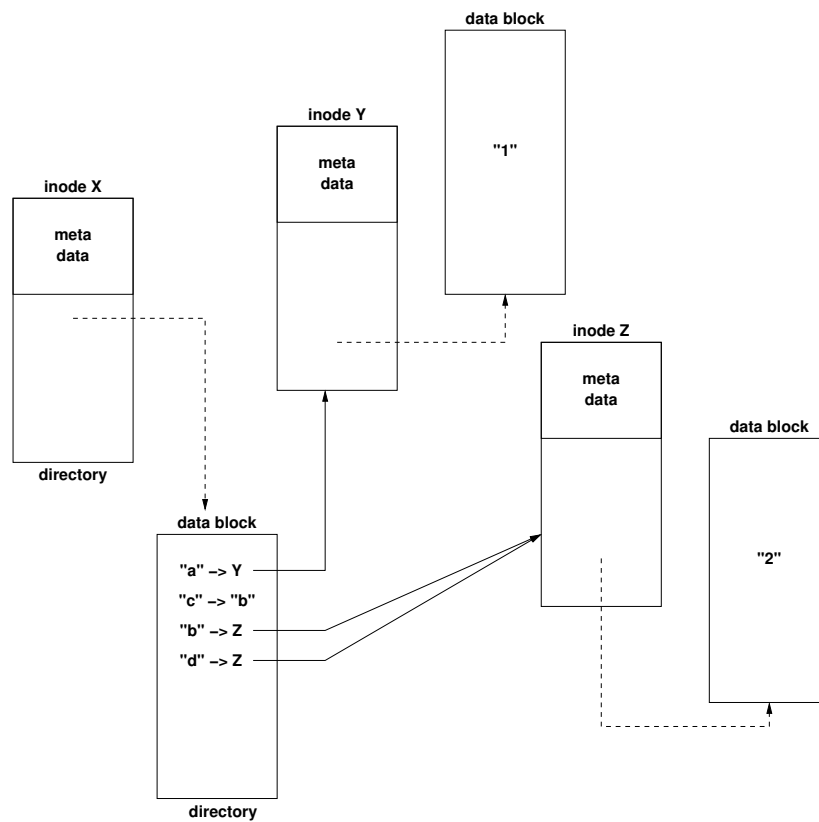 data block
"1"
inode Y
meta
data
inode X
meta
data
directory
inode Z
meta
data
data block
"2"
data block
"a" −> Y
"c" −> "b"
"b" −> Z
"d" −> Z
directory